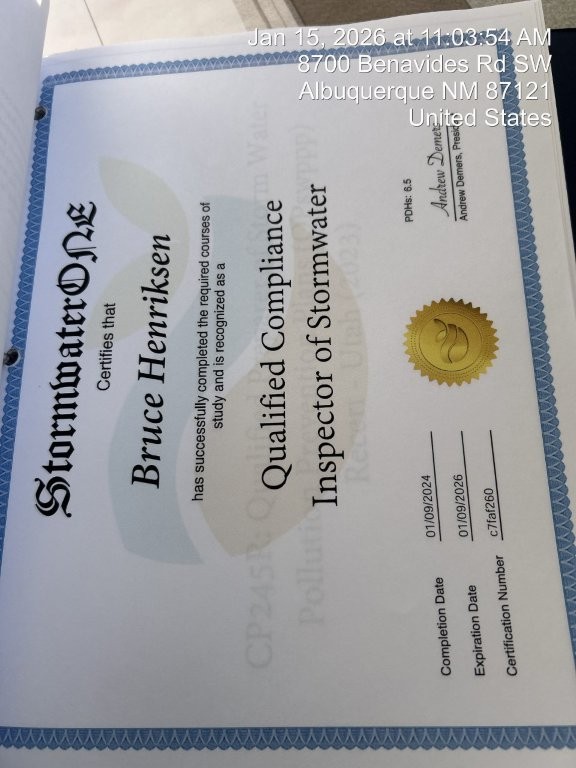 Jan 15, 2026 at 11:03:54 AM
8700 Benavides Rd SW
Albuquerque NM 87121
United States
StormwaterONE
Certifies that
Bruce Henriksen
has successfully completed the required courses of
study and is recognized as a
Qualified Compliance
Inspector of Stormwater
Completion Date 01/09/2024
Expiration Date 01/09/2026
Certification Number c7faf260
PDHs: 6.5
Andrew Demers
Andrew Demers, Presid